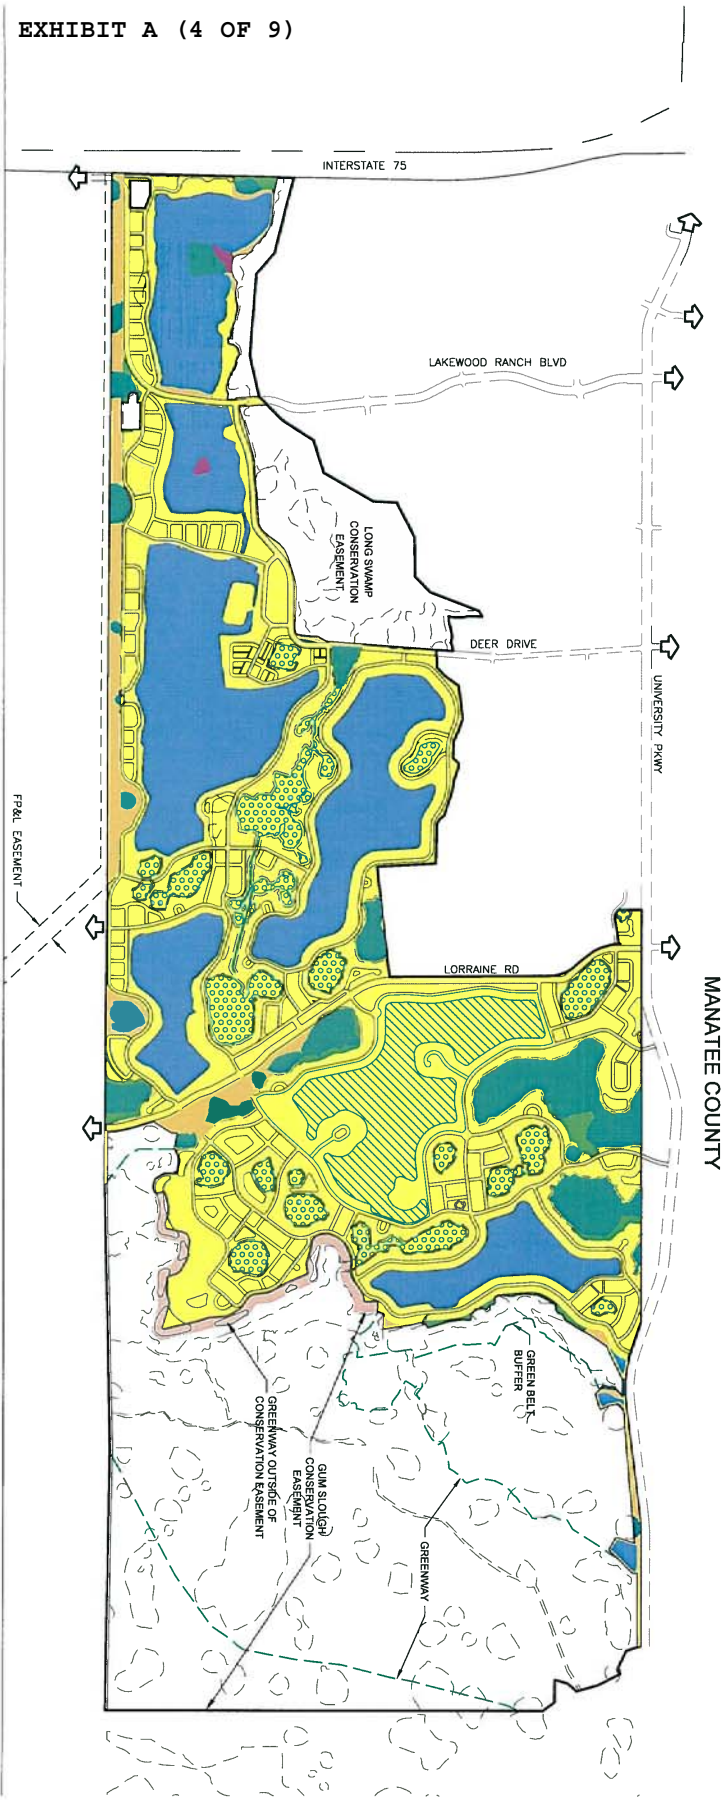 EXHIBIT A (4 OF 9)
INTERSTATE 75
LAKEWOOD RANCH BLVD
LONG SWAMP
CONSERVATION
EASEMENT
DEER DRIVE
UNIVERSITY PKWY
FP&L EASEMENT
LORRAINE RD
MANATEE COUNTY
GREEN BELT
BUFFER
GREENWAY OUTSIDE OF
CONSERVATION EASEMENT
GUM SLOUGH
CONSERVATION
EASEMENT
GREENWAY